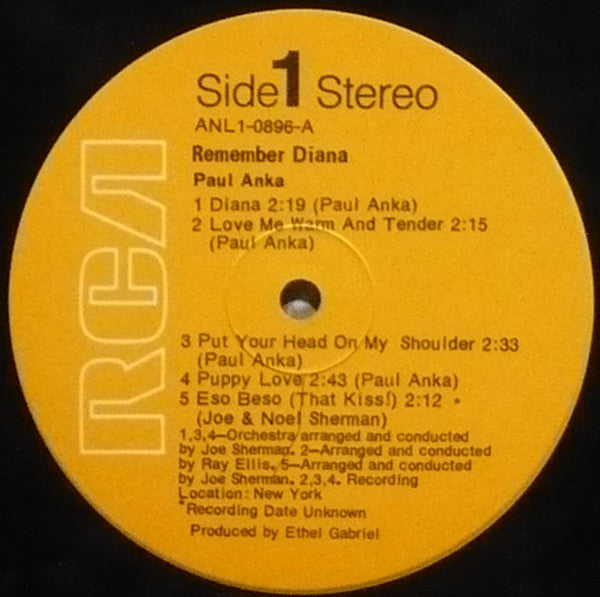 RCA
Side 1 Stereo
ANL1-0896-A
Remember Diana
Paul Anka
1 Diana 2:19 (Paul Anka)
2 Love Me Warm And Tender 2:15
(Paul Anka)
3 Put Your Head On My Shoulder 2:33
(Paul Anka)
4 Puppy Love 2:43 (Paul Anka)
5 Eso Beso (That Kiss!) 2:12 *
(Joe & Noel Sherman)
1,3,4—Orchestra arranged and conducted
by Joe Sherman. 2—Arranged and conducted
by Ray Ellis. 5—Arranged and conducted
by Joe Sherman. 2,3,4. Recording
Location: New York
*Recording Date Unknown
Produced by Ethel Gabriel